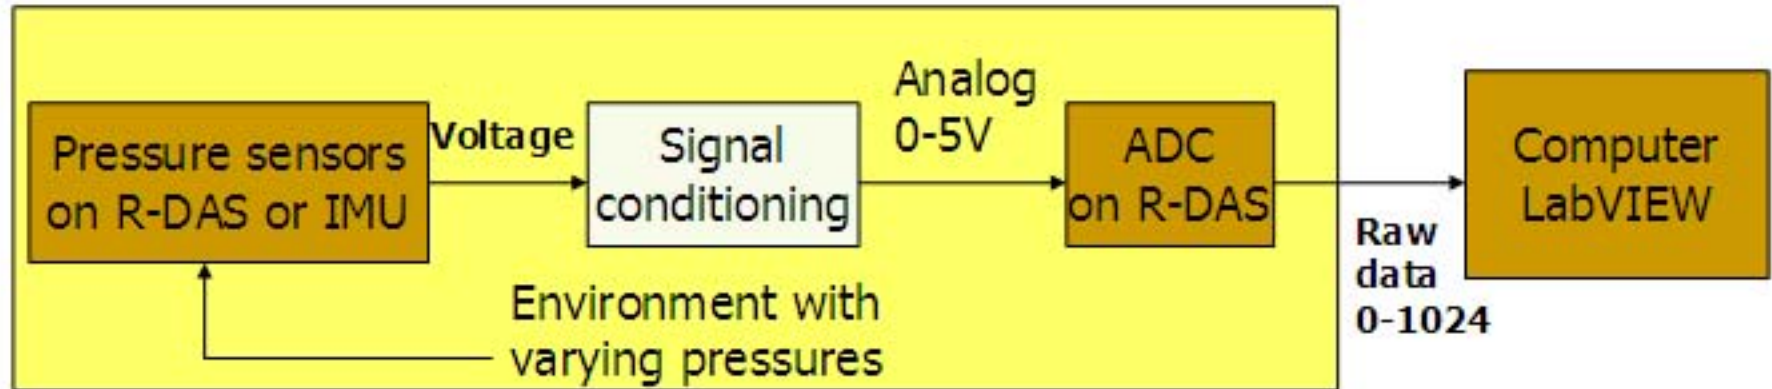 Pressure sensors
on R-DAS or IMU
Voltage
Signal
conditioning
Analog
0-5V
ADC
on R-DAS
Raw
data
0-1024
Computer
LabVIEW
Environment with
varying pressures